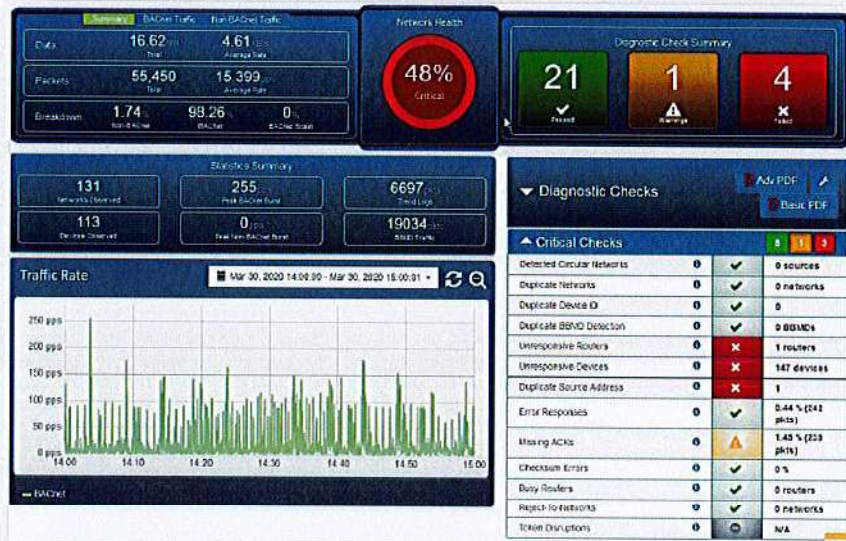 Summary BACnet Traffic Non-BACnet Traffic
Data 16.62 4.61
Total Average Rate
Packets 55,450 15.399
Total Average Rate
Breakdown 1.74 98.26 0
Non-BACnet BACnet
Network Health
48%
Critical
Diagnostic Check Summary
21 1 4
Passed Warnings Failed
Statistics Summary
131 255 6697
Networks Observed Peak BACnet Burst Trend Logs
113 0 19034
Devices Observed Peak Non-BACnet Burst BBMD Traffic
Traffic Rate
Mar 30, 2020 14:00:00 - Mar 30, 2020 15:00:01
250 pps
200 pps
150 pps
100 pps
50 pps
0 pps
14:00 14:10 14:20 14:30 14:40 14:50 15:00
BACnet
Diagnostic Checks
Adv PDF
Basic PDF
Critical Checks 1 3
Detected Circular Networks 0 sources
Duplicate Networks 0 networks
Duplicate Device ID 0
Duplicate BBMD Detection 0 BBMDs
Unresponsive Routers 1 routers
Unresponsive Devices 147 devices
Duplicate Source Address 1
Error Responses 0.44 % (242
pkts)
Missing ACKs 1.45 %
pkts)
Checksum Errors 0 %
Busy Routers 0 routers
Reject-To-Networks 0 networks
Token Disruptions N/A